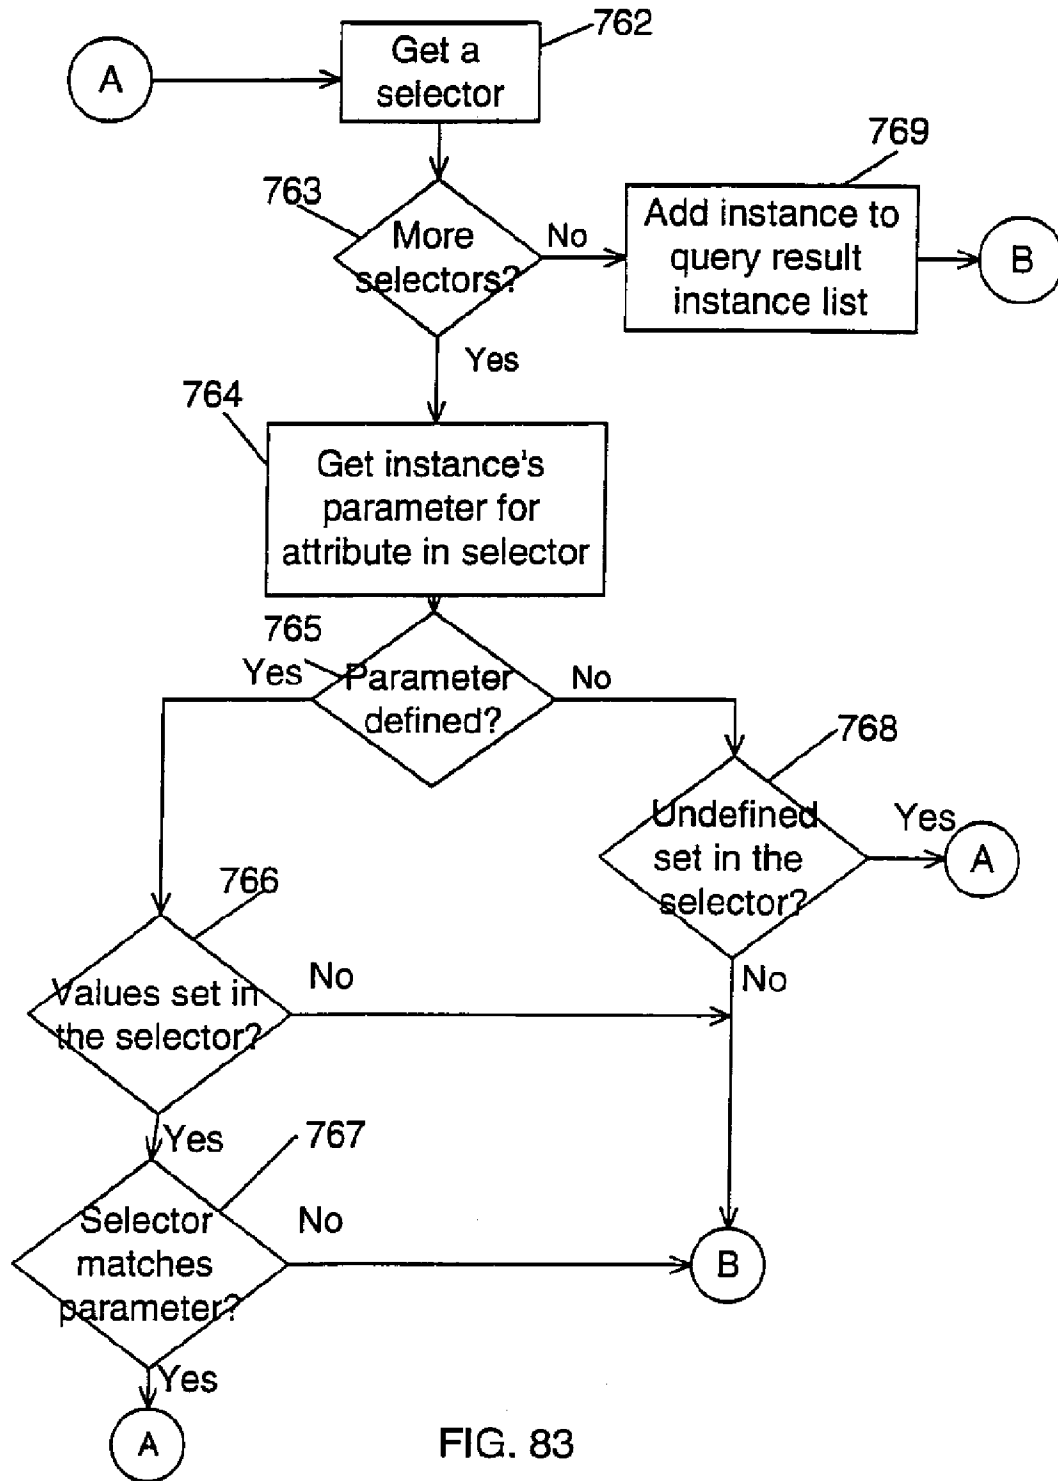 762
A
Get a
selector
769
763
More
selectors?
No
Add instance to
query result
instance list
B
Yes
764
Get instance's
parameter for
attribute in selector
765
Yes
Parameter
defined?
No
768
Undefined
set in the
selector?
Yes
A
766
Values set in
the selector?
No
No
Yes
767
Selector
matches
parameter?
No
B
Yes
A
FIG. 83